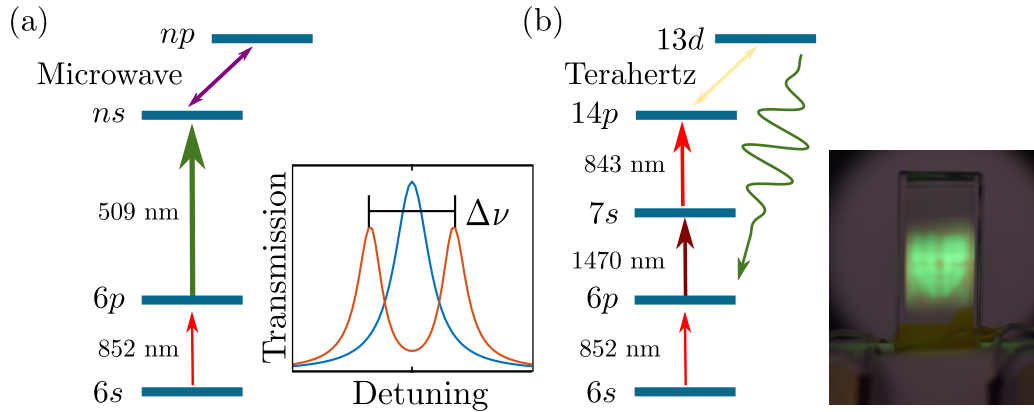 (a)
np
Microwave
ns
509 nm
6p
852 nm
6s
Transmission
Δν
Detuning
(b)
13d
Terahertz
14p
843 nm
7s
1470 nm
6p
852 nm
6s